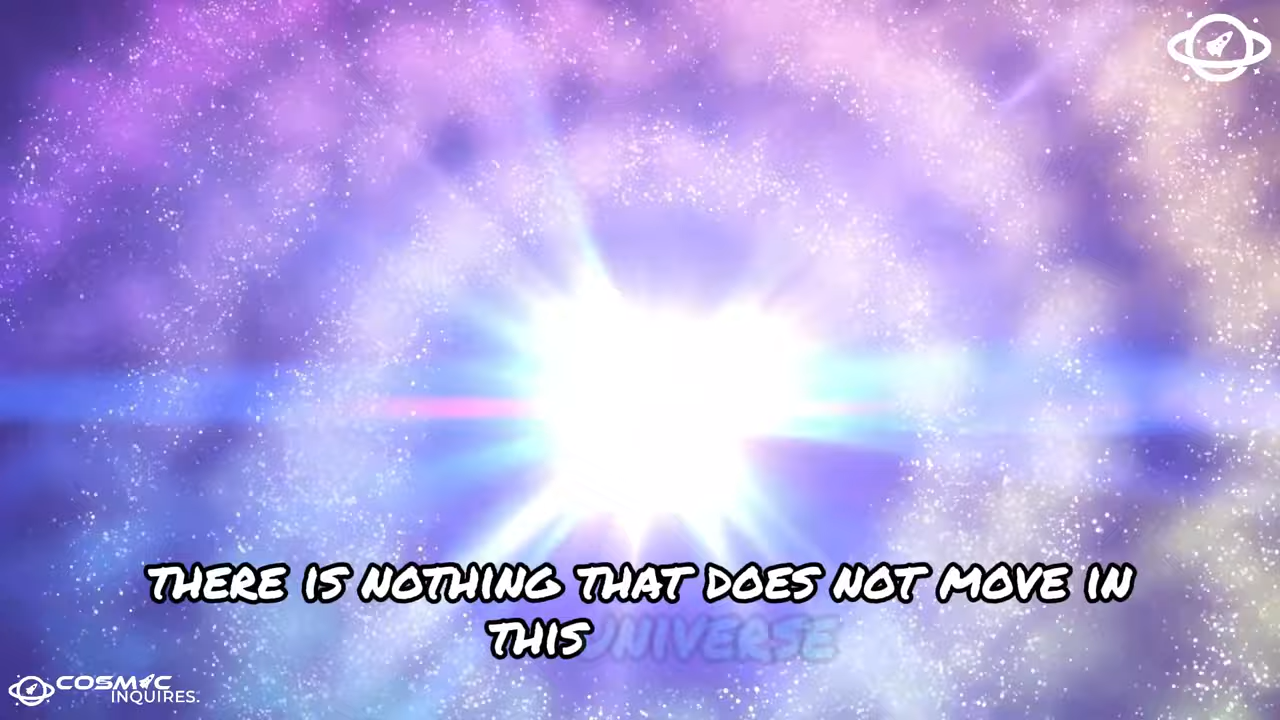 THERE IS NOTHING THAT DOES NOT MOVE IN
THIS UNIVERSE
COSMIC
INQUIRES.